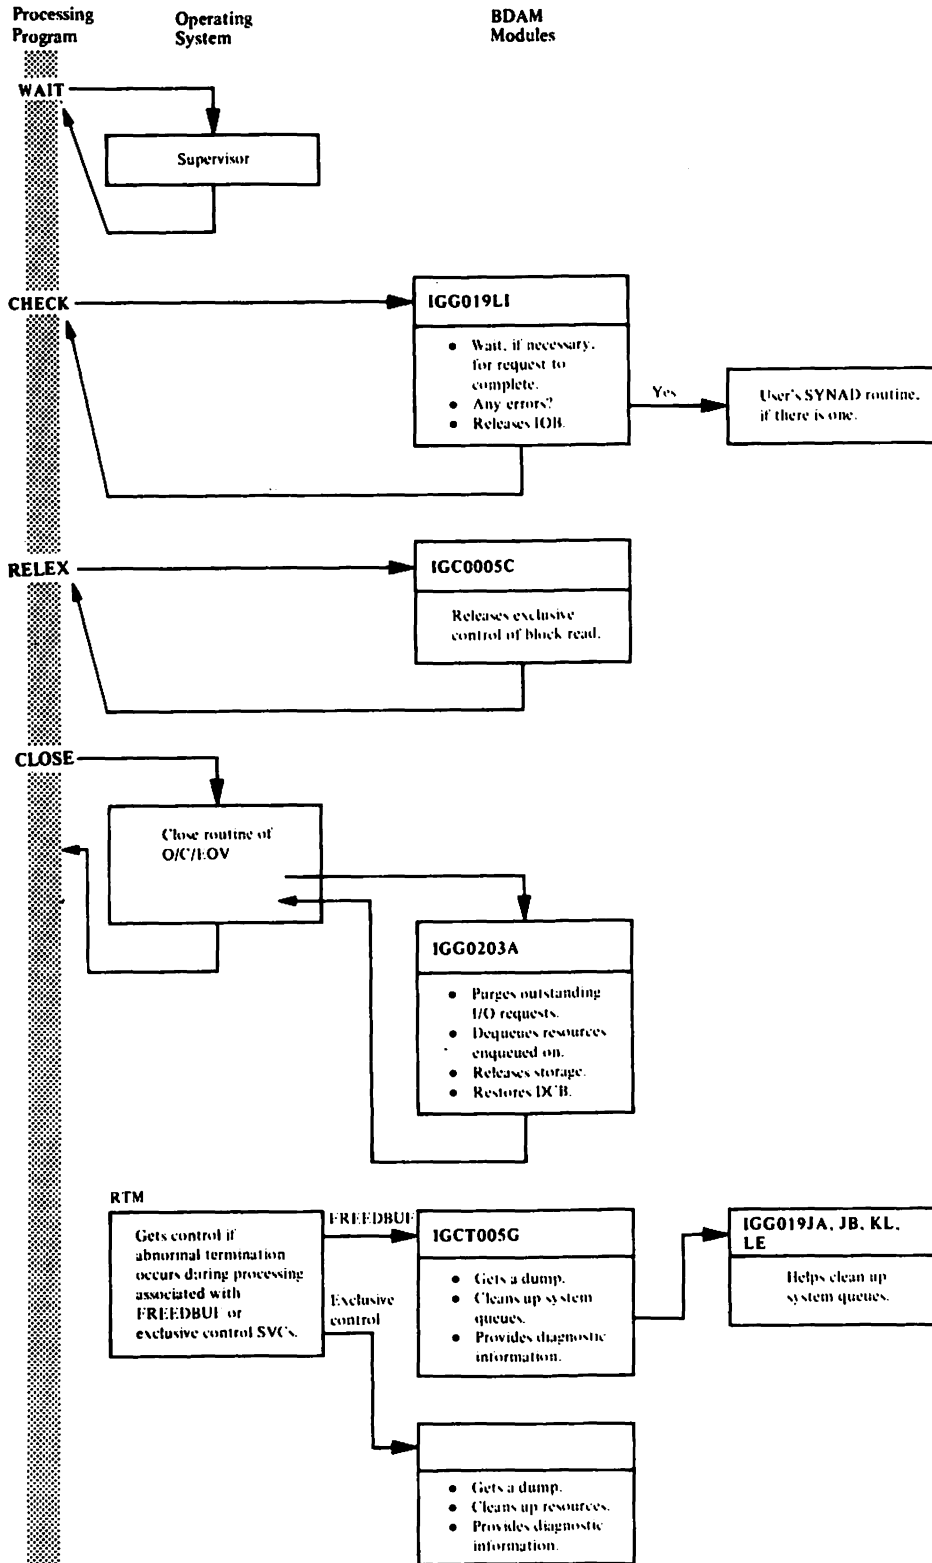 Processing
Program
Operating
System
BDAM
Modules
WAIT
Supervisor
CHECK
IGG019LI
• Wait, if necessary,
for request to
complete.
• Any errors?
• Releases IOB.
Yes
User's SYNAD routine,
if there is one.
RELEX
IGC0005C
Releases exclusive
control of block read.
CLOSE
Close routine of
O/C/EOV
IGG0203A
• Purges outstanding
I/O requests.
• Dequeues resources
enqueued on.
• Releases storage.
• Restores DCB.
RTM
Gets control if
abnormal termination
occurs during processing
associated with
FREEDBUF or
exclusive control SVCs.
FREEDBUF
Exclusive
control
IGCT005G
• Gets a dump.
• Cleans up system
queues.
• Provides diagnostic
information.
IGG019JA, JB, KL,
LE
Helps clean up
system queues.
• Gets a dump.
• Cleans up resources.
• Provides diagnostic
information.